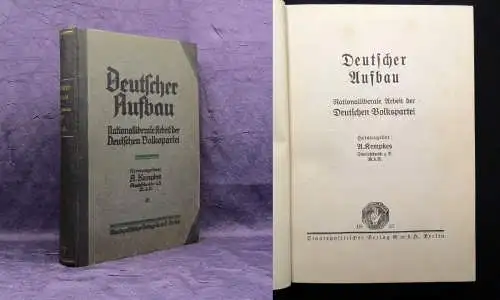 Deutscher
Aufbau
Nationalliberale Arbeit der
Deutschen Volkspartei
Herausgeber:
A. Kempkes
M. d. R.
Deutscher
Aufbau
Nationalliberale Arbeit der
Deutschen Volkspartei
Herausgeber:
A. Kempkes
M. d. R.
Staatspolitischer Verlag G. m. b. H. Berlin